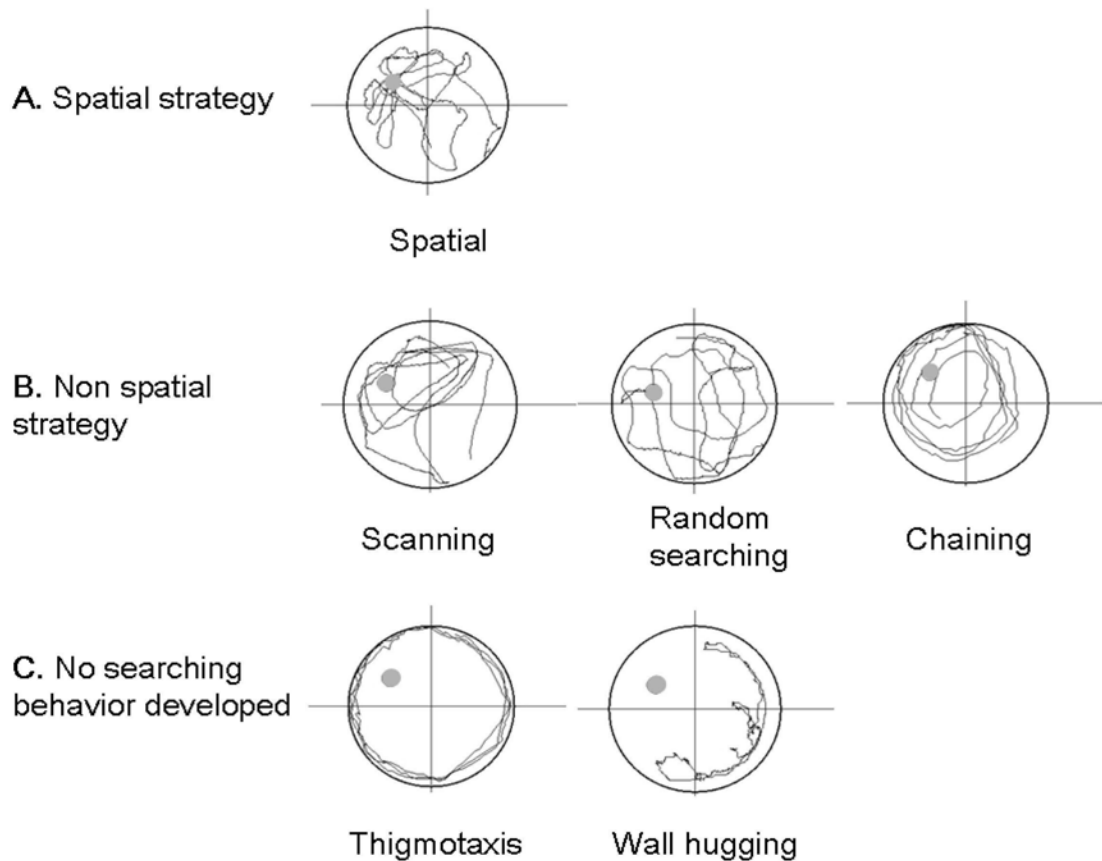 A. Spatial strategy
Spatial
B. Non spatial
strategy
Scanning
Random
searching
Chaining
C. No searching
behavior developed
Thigmotaxis
Wall hugging